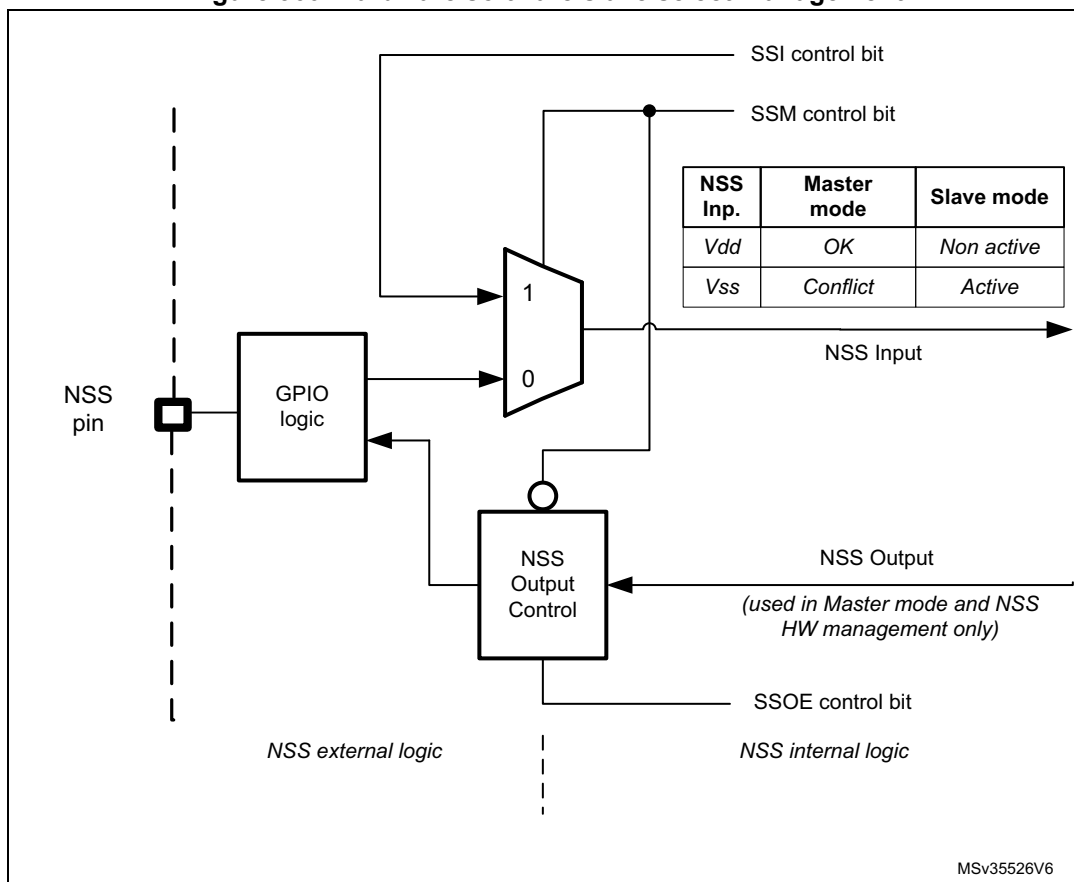 SSI control bit
SSM control bit
NSS Inp.
Master mode
Slave mode
Vdd
OK
Non active
Vss
Conflict
Active
1
0
NSS Input
NSS pin
GPIO logic
NSS Output Control
NSS Output
(used in Master mode and NSS
HW management only)
SSOE control bit
NSS external logic
NSS internal logic
MSv35526V6